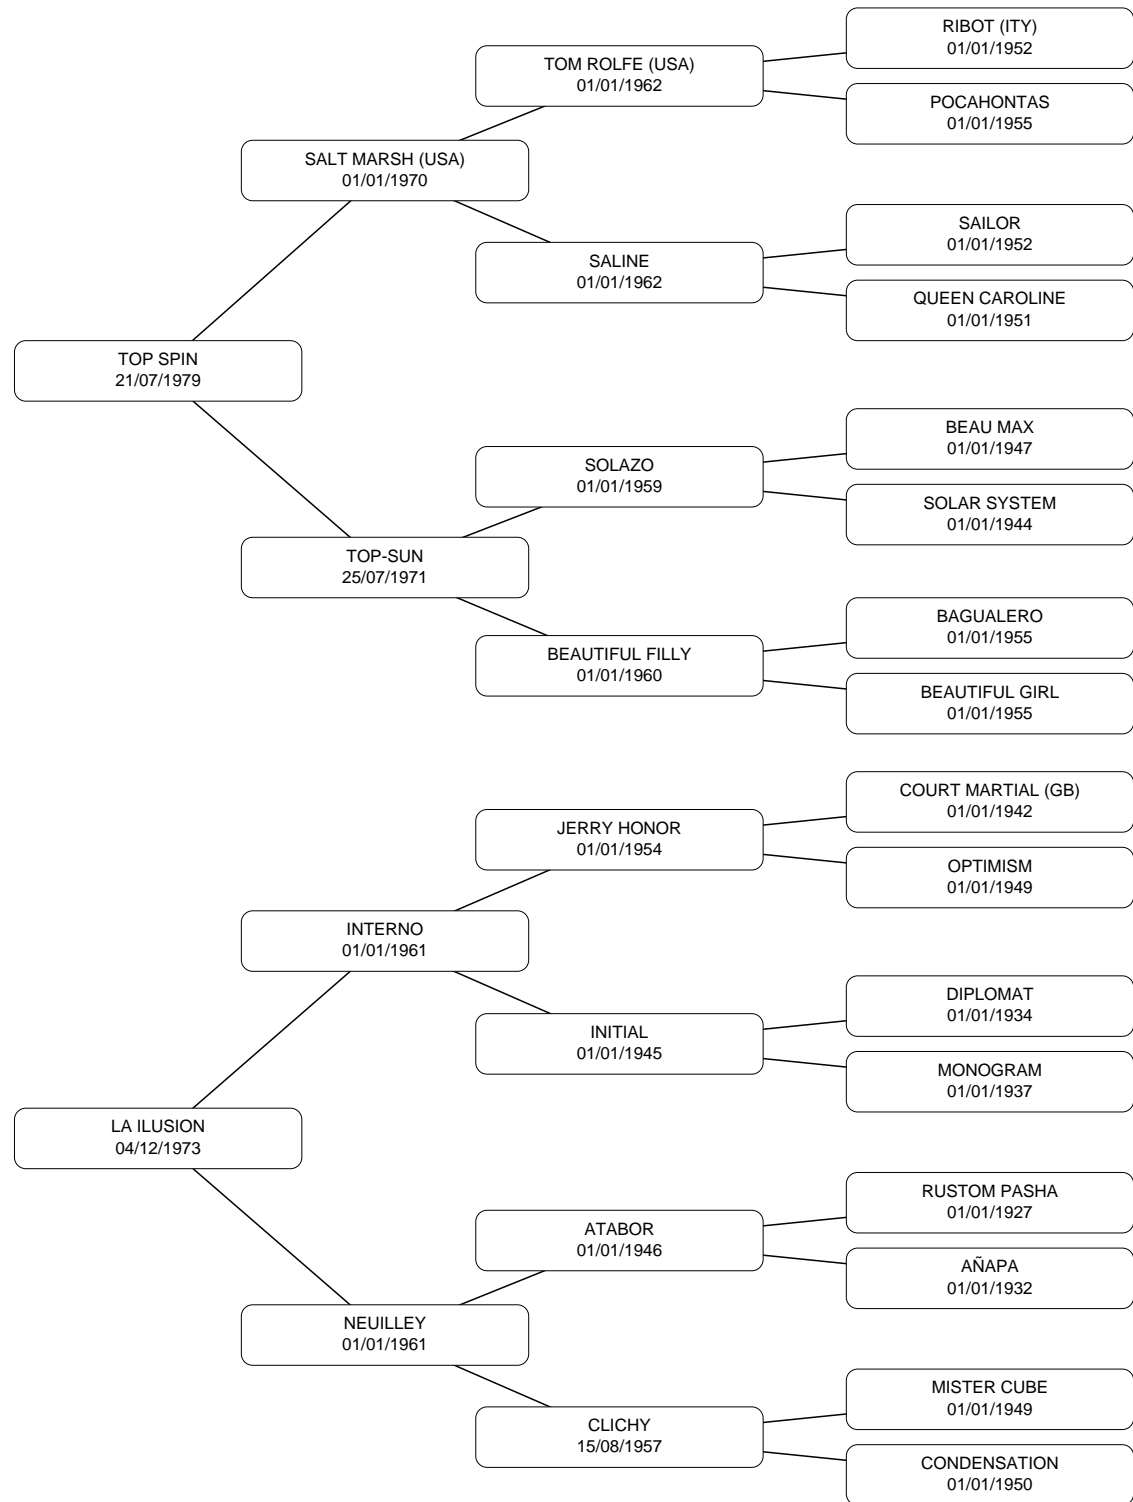 RIBOT (ITY)
01/01/1952
TOM ROLFE (USA)
01/01/1962
POCAHONTAS
01/01/1955
SALT MARSH (USA)
01/01/1970
SAILOR
01/01/1952
SALINE
01/01/1962
QUEEN CAROLINE
01/01/1951
TOP SPIN
21/07/1979
BEAU MAX
01/01/1947
SOLAZO
01/01/1959
SOLAR SYSTEM
01/01/1944
TOP-SUN
25/07/1971
BAGUALERO
01/01/1955
BEAUTIFUL FILLY
01/01/1960
BEAUTIFUL GIRL
01/01/1955
COURT MARTIAL (GB)
01/01/1942
JERRY HONOR
01/01/1954
OPTIMISM
01/01/1949
INTERNO
01/01/1961
DIPLOMAT
01/01/1934
INITIAL
01/01/1945
MONOGRAM
01/01/1937
LA ILUSION
04/12/1973
RUSTOM PASHA
01/01/1927
ATABOR
01/01/1946
AÑAPA
01/01/1932
NEUILLEY
01/01/1961
MISTER CUBE
01/01/1949
CLICHY
15/08/1957
CONDENSATION
01/01/1950